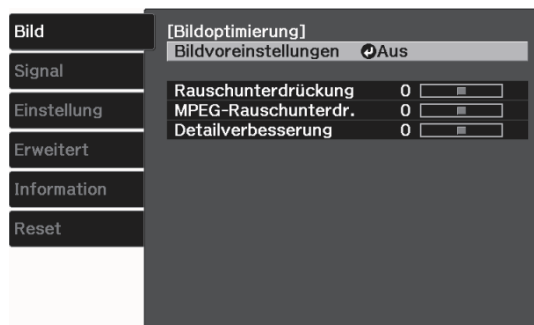 Bild
Signal
Einstellung
Erweitert
Information
Reset
[Bildoptimierung]
Bildvoreinstellungen Aus
Rauschunterdrückung 0
MPEG-Rauschunterdr. 0
Detailverbesserung 0